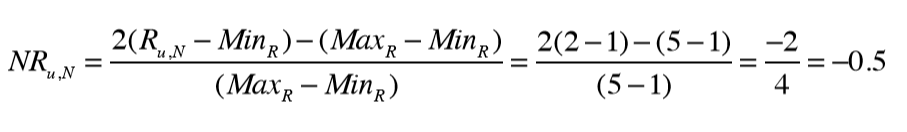 NR_{u,N} = \frac{2(R_{u,N} - Min_R) - (Max_R - Min_R)}{(Max_R - Min_R)} = \frac{2(2-1)-(5-1)}{(5-1)} = \frac{-2}{4} = -0.5